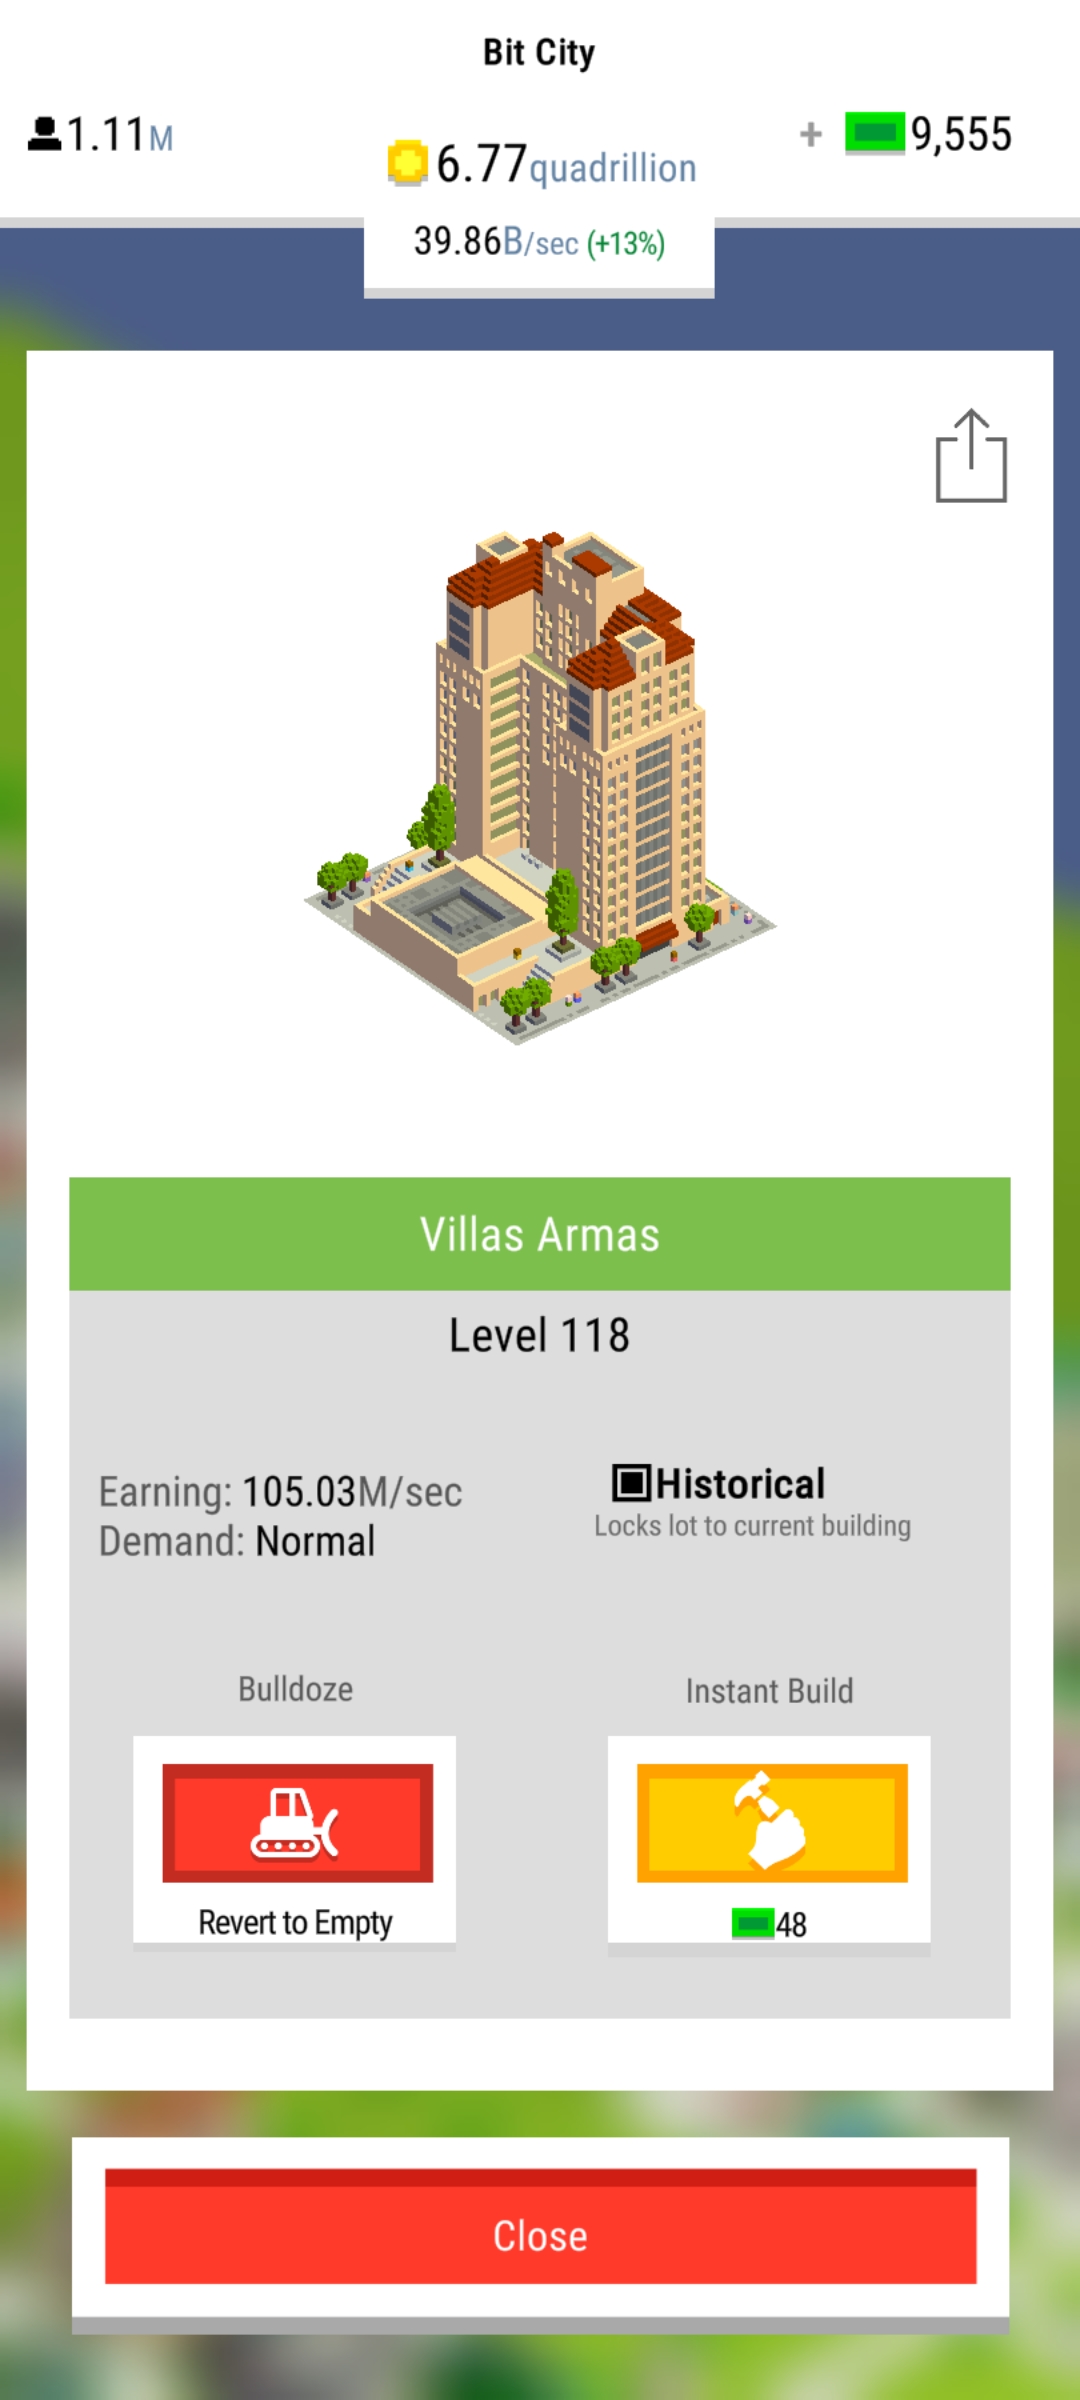 Bit City
1.11M
6.77quadrillion
+ 9,555
39.86B/sec (+13%)
Villas Armas
Level 118
Earning: 105.03M/sec
Demand: Normal
Historical
Locks lot to current building
Bulldoze
Instant Build
Revert to Empty
48
Close